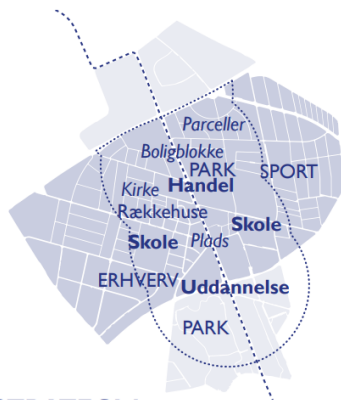 Parceller
Boligblokke
PARK SPORT
Kirke Handel
Rækkehuse
Skole
Skole Plads
ERHVERV Uddannelse
PARK